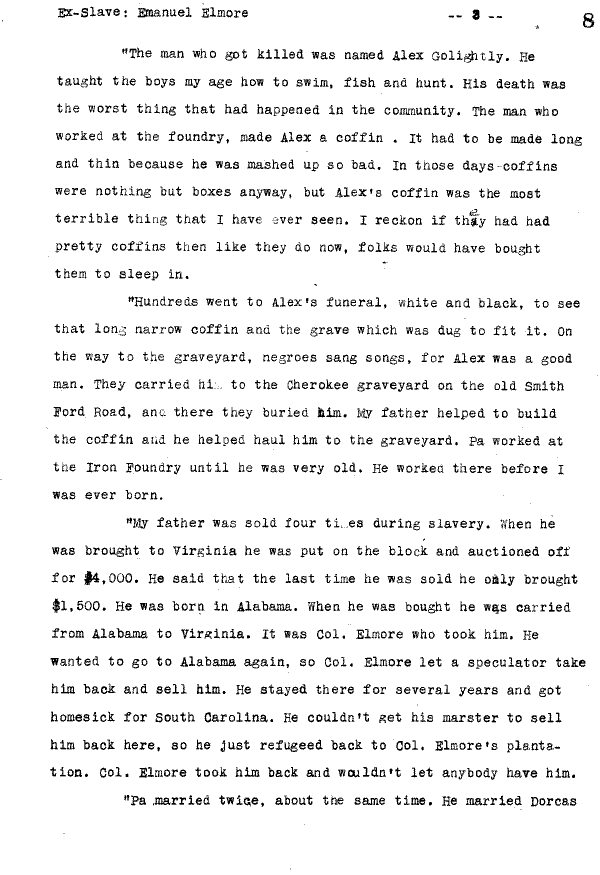 Ex-Slave: Emanuel Elmore -- 3 -- 8
"The man who got killed was named Alex Golightly. He
taught the boys my age how to swim, fish and hunt. His death was
the worst thing that had happened in the community. The man who
worked at the foundry, made Alex a coffin . It had to be made long
and thin because he was mashed up so bad. In those days-coffins
were nothing but boxes anyway, but Alex's coffin was the most
terrible thing that I have ever seen. I reckon if they had had
pretty coffins then like they do now, folks would have bought
them to sleep in.
"Hundreds went to Alex's funeral, white and black, to see
that long narrow coffin and the grave which was dug to fit it. On
the way to the graveyard, negroes sang songs, for Alex was a good
man. They carried him to the Cherokee graveyard on the old Smith
Ford Road, and there they buried him. My father helped to build
the coffin and he helped haul him to the graveyard. Pa worked at
the Iron Foundry until he was very old. He worked there before I
was ever born.
"My father was sold four times during slavery. When he
was brought to Virginia he was put on the block and auctioned off
for $4,000. He said that the last time he was sold he only brought
$1,500. He was born in Alabama. When he was bought he was carried
from Alabama to Virginia. It was Col. Elmore who took him. He
wanted to go to Alabama again, so Col. Elmore let a speculator take
him back and sell him. He stayed there for several years and got
homesick for South Carolina. He couldn't get his marster to sell
him back here, so he just refugeed back to Col. Elmore's planta-
tion. Col. Elmore took him back and wouldn't let anybody have him.
"Pa married twice, about the same time. He married Dorcas